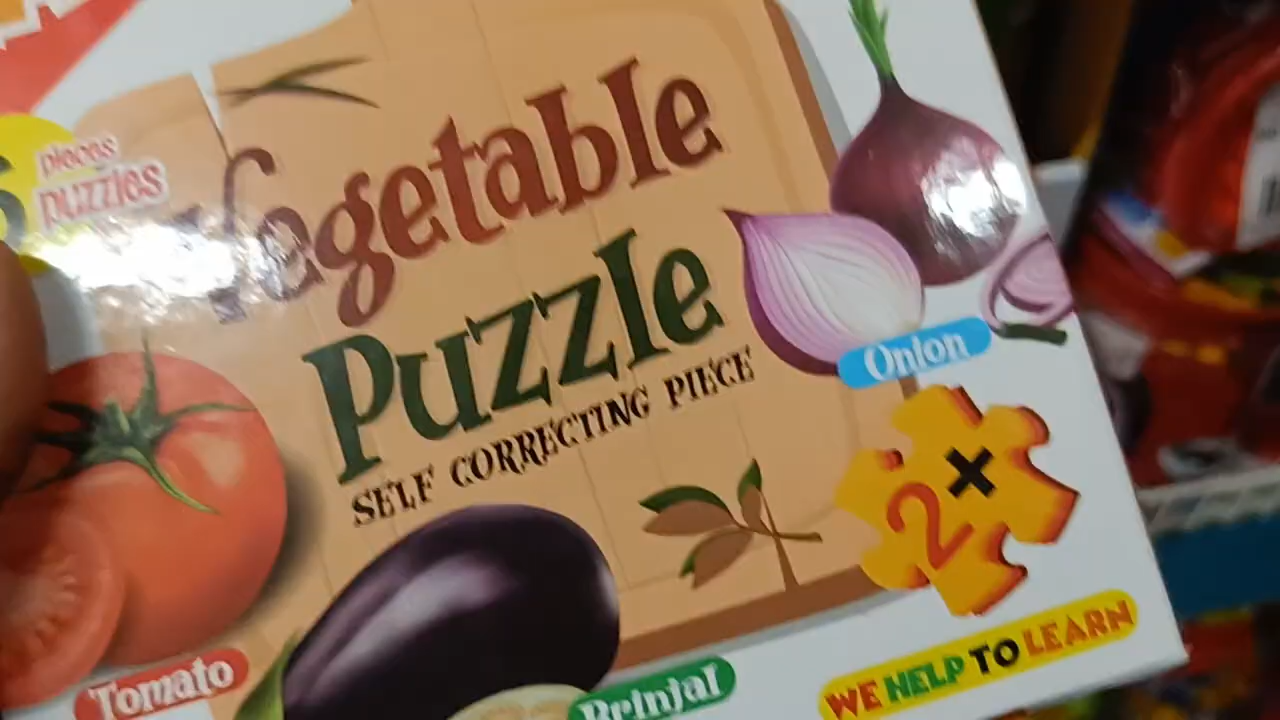 pieces
puzzles
Vegetable
Puzzle
SELF CORRECTING PIECE
Onion
2×
Tomato
Brinjal
WE HELP TO LEARN